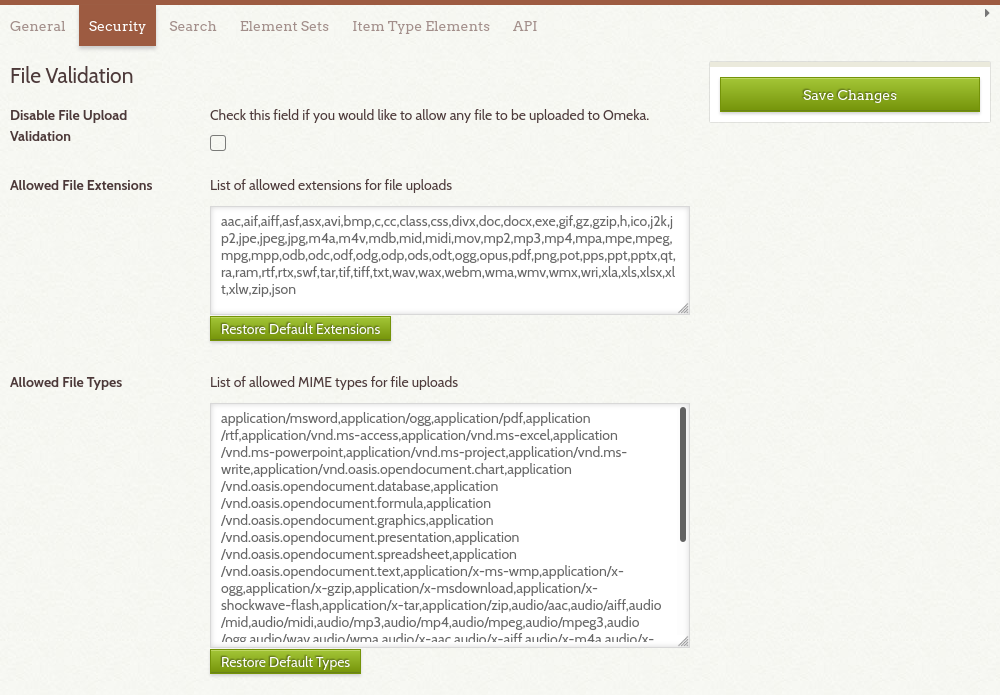 General Security Search Element Sets Item Type Elements API
File Validation
Save Changes
Disable File Upload Validation
Check this field if you would like to allow any file to be uploaded to Omeka.
Allowed File Extensions
List of allowed extensions for file uploads
aac,aif,aiff,asf,asx,avi,bmp,c,cc,class,css,divx,doc,docx,exe,gif,gz,gzip,h,ico,j2k,j
p2,jpe,jpeg,jpg,m4a,m4v,mdb,mid,midi,mov,mp2,mp3,mp4,mpa,mpe,mpeg,
mpg,mpp,odb,odc,odf,odg,odp,ods,odt,ogg,opus,pdf,png,pot,pps,ppt,pptx,qt,
ra,ram,rtf,rtx,swf,tar,tif,tiff,txt,wav,wax,webm,wma,wmv,wmx,wri,xla,xls,xlsx,xl
t,xlw,zip,json
Restore Default Extensions
Allowed File Types
List of allowed MIME types for file uploads
application/msword,application/ogg,application/pdf,application
/rtf,application/vnd.ms-access,application/vnd.ms-excel,application
/vnd.ms-powerpoint,application/vnd.ms-project,application/vnd.ms-
write,application/vnd.oasis.opendocument.chart,application
/vnd.oasis.opendocument.database,application
/vnd.oasis.opendocument.formula,application
/vnd.oasis.opendocument.graphics,application
/vnd.oasis.opendocument.presentation,application
/vnd.oasis.opendocument.spreadsheet,application
/vnd.oasis.opendocument.text,application/x-ms-wmp,application/x-
ogg,application/x-gzip,application/x-msdownload,application/x-
shockwave-flash,application/x-tar,application/zip,audio/aac,audio/aiff,audio
/mid,audio/midi,audio/mp3,audio/mp4,audio/mpeg,audio/mpeg3,audio
/ogg,audio/wav,audio/wma,audio/x-aac,audio/x-aiff,audio/x-m4a,audio/x-
Restore Default Types